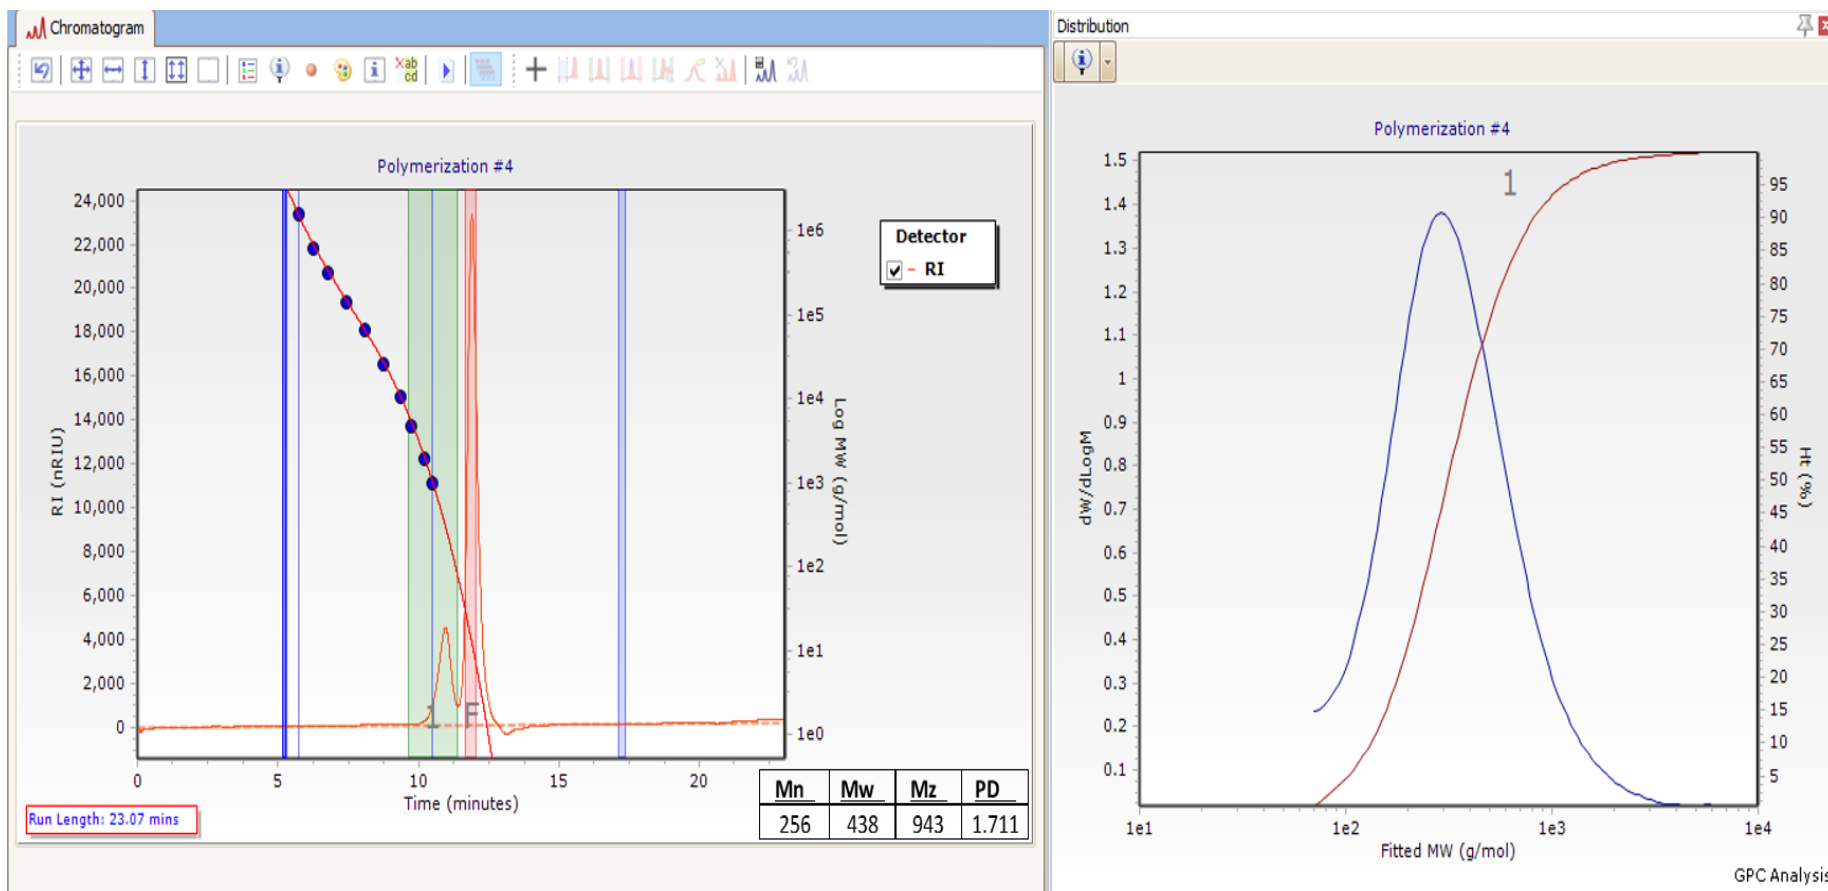 Chromatogram
Polymerization #4
24,000
22,000
20,000
18,000
16,000
14,000
12,000
10,000
8,000
6,000
4,000
2,000
0
RI (nRIU)
1e6
1e5
1e4
1e3
1e2
1e1
1e0
Log MW (g/mol)
Detector
RI
1 F
0 5 10 15 20
Time (minutes)
Run Length: 23.07 mins
Mn Mw Mz PD
256 438 943 1.711
Distribution
Polymerization #4
1
1.5
1.4
1.3
1.2
1.1
1
0.9
0.8
0.7
0.6
0.5
0.4
0.3
0.2
0.1
dW/dLogM
95
90
85
80
75
70
65
60
55
50
45
40
35
30
25
20
15
10
5
Ht (%)
1e1 1e2 1e3 1e4
Fitted MW (g/mol)
GPC Analysis